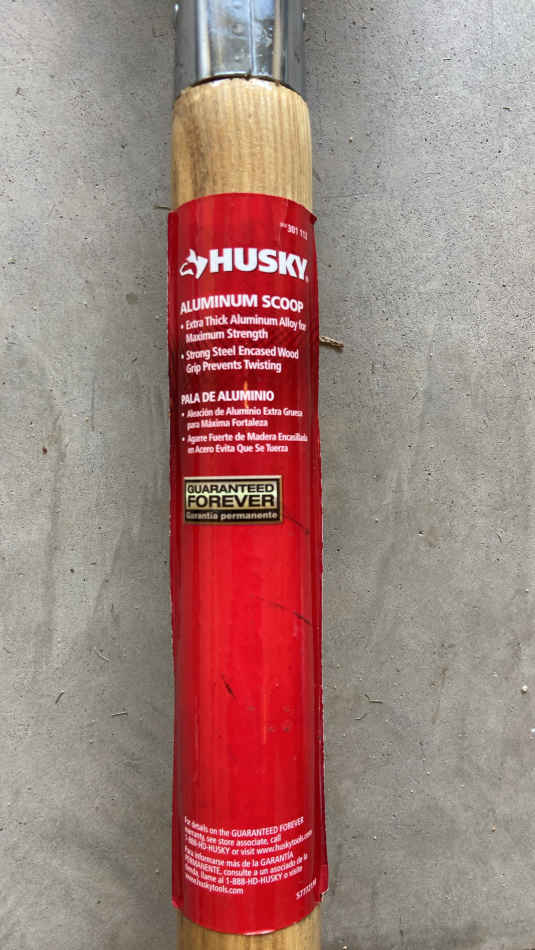 301 113
HUSKY
ALUMINUM SCOOP
• Extra Thick Aluminum Alloy for
Maximum Strength
• Strong Steel Encased Wood
Grip Prevents Twisting
PALA DE ALUMINIO
• Aleación de Aluminio Extra Gruesa
para Máxima Fortaleza
• Agarre Fuerte de Madera Encasillada
en Acero Evita Que Se Tuerza
GUARANTEED
FOREVER
Garantía permanente
For details on the GUARANTEED FOREVER
warranty, see store associate, call
1-888-HD-HUSKY or visit www.huskytools.com
Para informarse más de la GARANTÍA
PERMANENTE, consulte a un asociado de la
tienda, llame al 1-888-HD-HUSKY o visite
www.huskytools.com